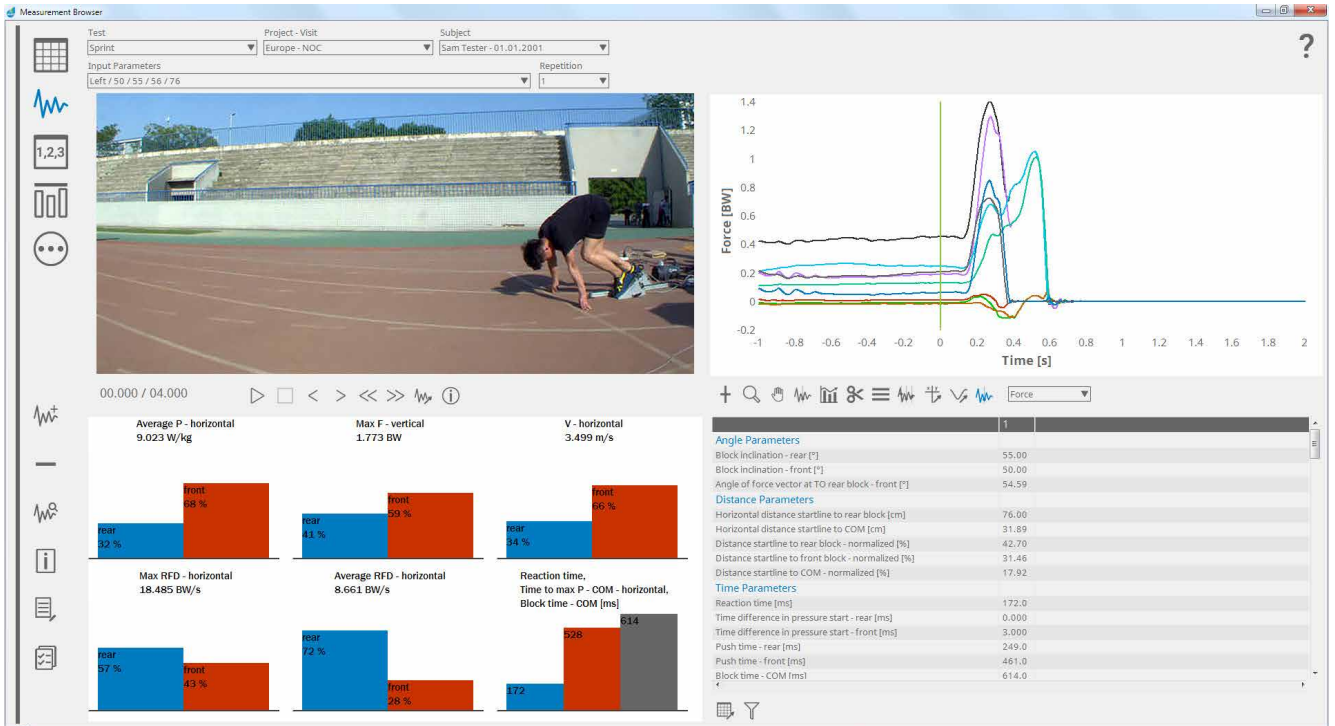 Measurement Browser
Test
Project - Visit
Subject
Sprint
Europe - NOC
Sam Tester - 01.01.2001
Input Parameters
Repetition
Left / 50 / 55 / 56 / 76
1
?
1,2,3
1.4
1.2
1
0.8
0.6
0.4
0.2
0
-0.2
Force [BW]
-1 -0.8 -0.6 -0.4 -0.2 0 0.2 0.4 0.6 0.8 1 1.2 1.4 1.6 1.8 2
Time [s]
00.000 / 04.000
Force
Average P - horizontal
9.023 W/kg
rear
32 %
front
68 %
Max F - vertical
1.773 BW
rear
41 %
front
59 %
V - horizontal
3.499 m/s
rear
34 %
front
66 %
Max RFD - horizontal
18.485 BW/s
rear
57 %
front
43 %
Average RFD - horizontal
8.661 BW/s
rear
72 %
front
28 %
Reaction time,
Time to max P - COM - horizontal,
Block time - COM [ms]
172
528
614
1
Angle Parameters
Block inclination - rear [°] 55.00
Block inclination - front [°] 50.00
Angle of force vector at TO rear block - front [°] 54.59
Distance Parameters
Horizontal distance startline to rear block [cm] 76.00
Horizontal distance startline to COM [cm] 31.89
Distance startline to rear block - normalized [%] 42.70
Distance startline to front block - normalized [%] 31.46
Distance startline to COM - normalized [%] 17.92
Time Parameters
Reaction time [ms] 172.0
Time difference in pressure start - rear [ms] 0.000
Time difference in pressure start - front [ms] 3.000
Push time - rear [ms] 249.0
Push time - front [ms] 461.0
Block time - COM [ms] 614.0